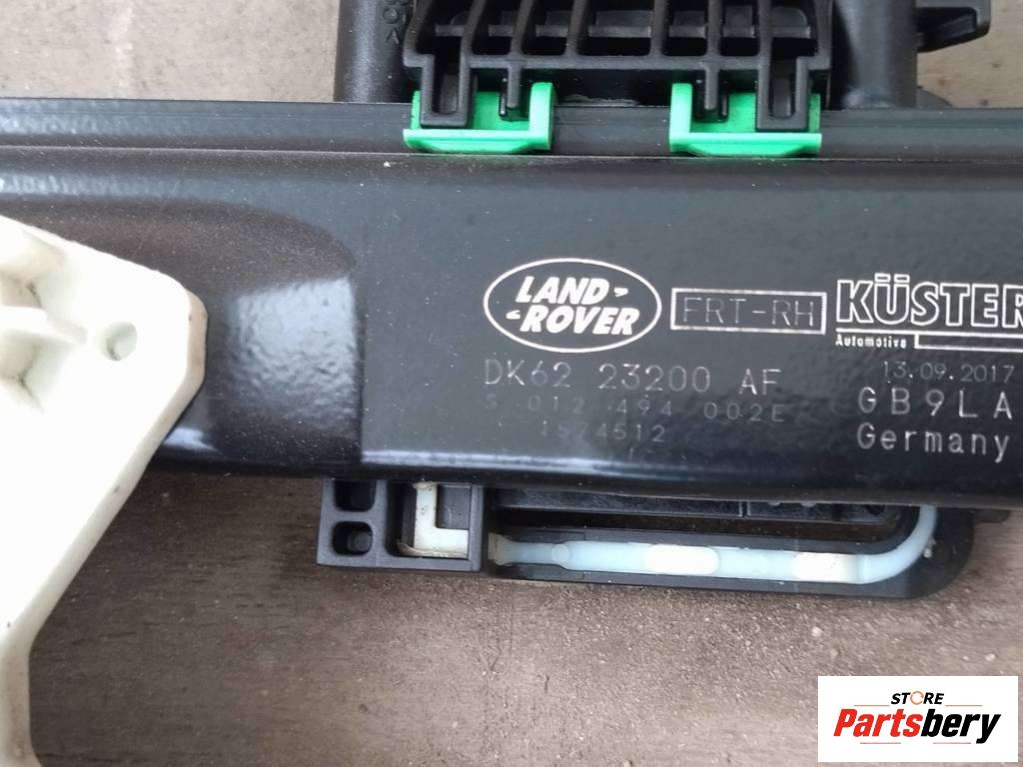 LAND-
-ROVER
FRT-RH
KÜSTER
Automotive
DK62 23200 AF
13.09.2017
GB9LA
Germany
STORE
Partsbery